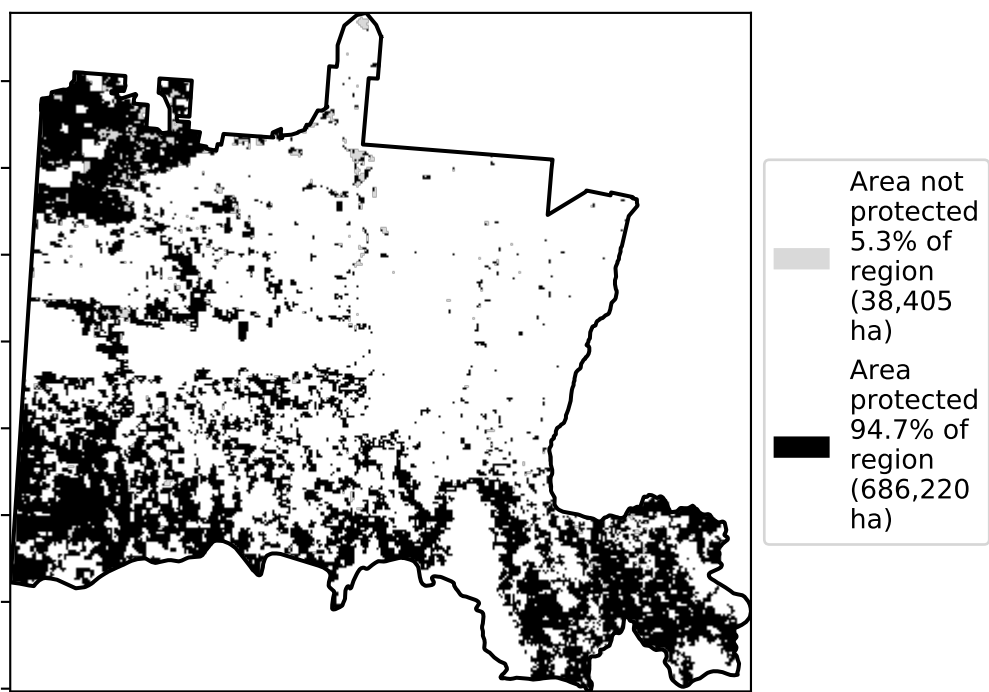 Area not
protected
5.3% of
region
(38,405
ha)
Area
protected
94.7% of
region
(686,220
ha)